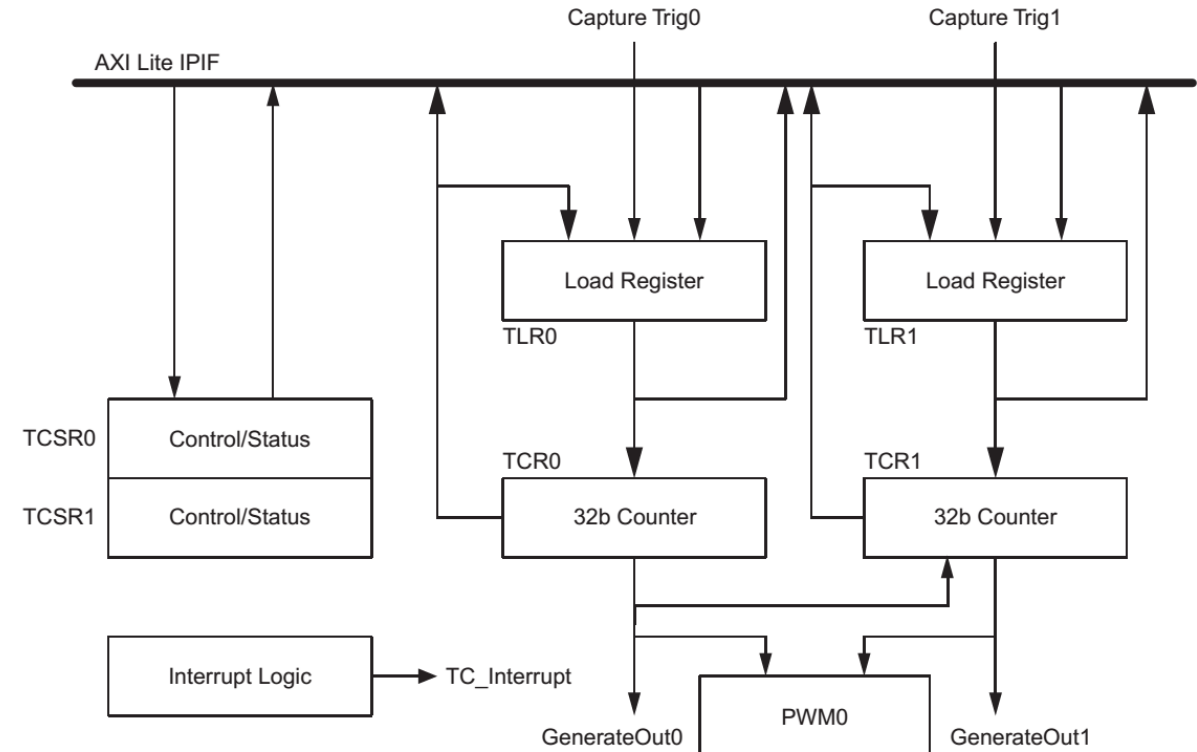 Capture Trig0
Capture Trig1
AXI Lite IPIF
Load Register
Load Register
TLR0
TLR1
TCSR0
Control/Status
TCR0
TCR1
TCSR1
Control/Status
32b Counter
32b Counter
Interrupt Logic
TC_Interrupt
PWM0
GenerateOut0
GenerateOut1